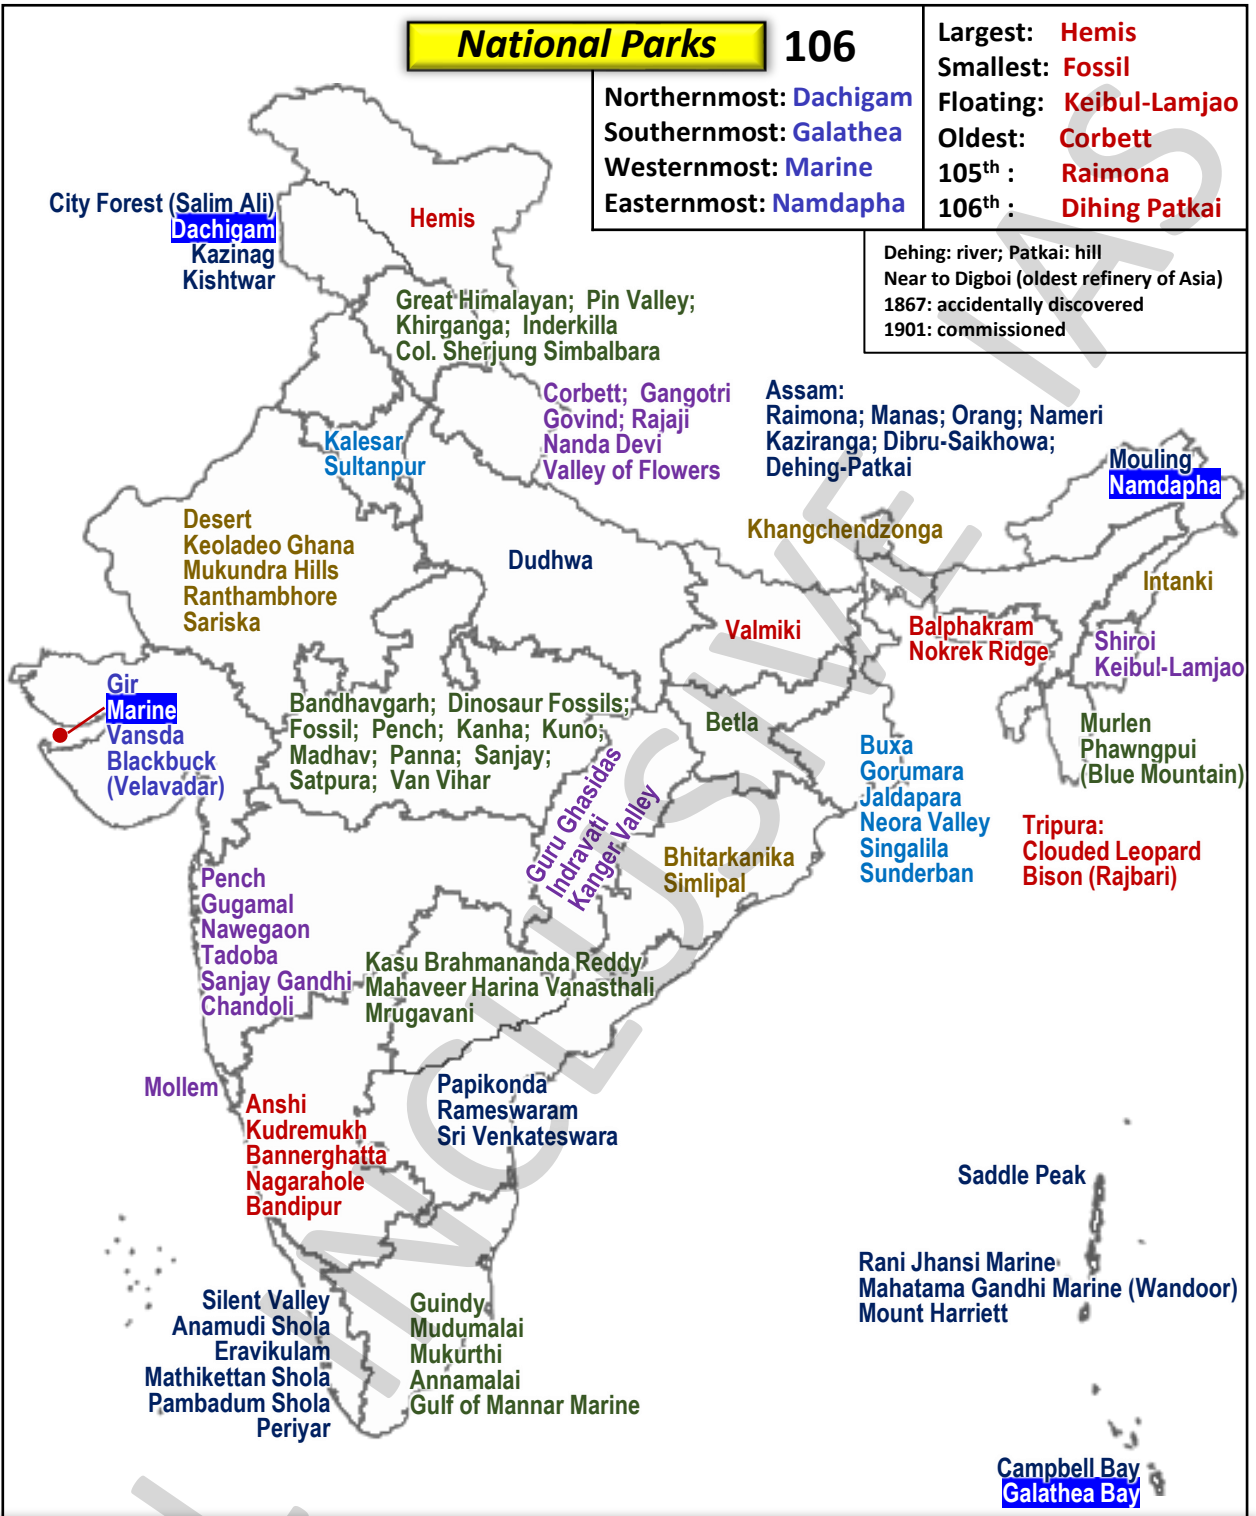 National Parks 106
Northernmost: Dachigam
Southernmost: Galathea
Westernmost: Marine
Easternmost: Namdapha
Largest: Hemis
Smallest: Fossil
Floating: Keibul-Lamjao
Oldest: Corbett
105th : Raimona
106th : Dihing Patkai
Dehing: river; Patkai: hill
Near to Digboi (oldest refinery of Asia)
1867: accidentally discovered
1901: commissioned
City Forest (Salim Ali)
Dachigam
Kazinag
Kishtwar
Hemis
Great Himalayan; Pin Valley;
Khirganga; Inderkilla
Col. Sherjung Simbalbara
Corbett; Gangotri
Govind; Rajaji
Nanda Devi
Valley of Flowers
Assam:
Raimona; Manas; Orang; Nameri
Kaziranga; Dibru-Saikhowa;
Dehing-Patkai
Kalesar
Sultanpur
Mouling
Namdapha
Desert
Keoladeo Ghana
Mukundra Hills
Ranthambhore
Sariska
Dudhwa
Khangchendzonga
Intanki
Valmiki
Balphakram
Nokrek Ridge
Shiroi
Keibul-Lamjao
Gir
Marine
Vansda
Blackbuck
(Velavadar)
Bandhavgarh; Dinosaur Fossils;
Fossil; Pench; Kanha; Kuno;
Madhav; Panna; Sanjay;
Satpura; Van Vihar
Betla
Murlen
Phawngpui
(Blue Mountain)
Guru Ghasidas
Indravati
Kanger Valley
Buxa
Gorumara
Jaldapara
Neora Valley
Singalila
Sunderban
Tripura:
Clouded Leopard
Bison (Rajbari)
Bhitarkanika
Simlipal
Pench
Gugamal
Nawegaon
Tadoba
Sanjay Gandhi
Chandoli
Kasu Brahmananda Reddy
Mahaveer Harina Vanasthali
Mrugavani
Mollem
Anshi
Kudremukh
Bannerghatta
Nagarahole
Bandipur
Papikonda
Rameswaram
Sri Venkateswara
Saddle Peak
Rani Jhansi Marine
Mahatama Gandhi Marine (Wandoor)
Mount Harriett
Silent Valley
Anamudi Shola
Eravikulam
Mathikettan Shola
Pambadum Shola
Periyar
Guindy
Mudumalai
Mukurthi
Annamalai
Gulf of Mannar Marine
Campbell Bay
Galathea Bay
INCLUSIVE IAS